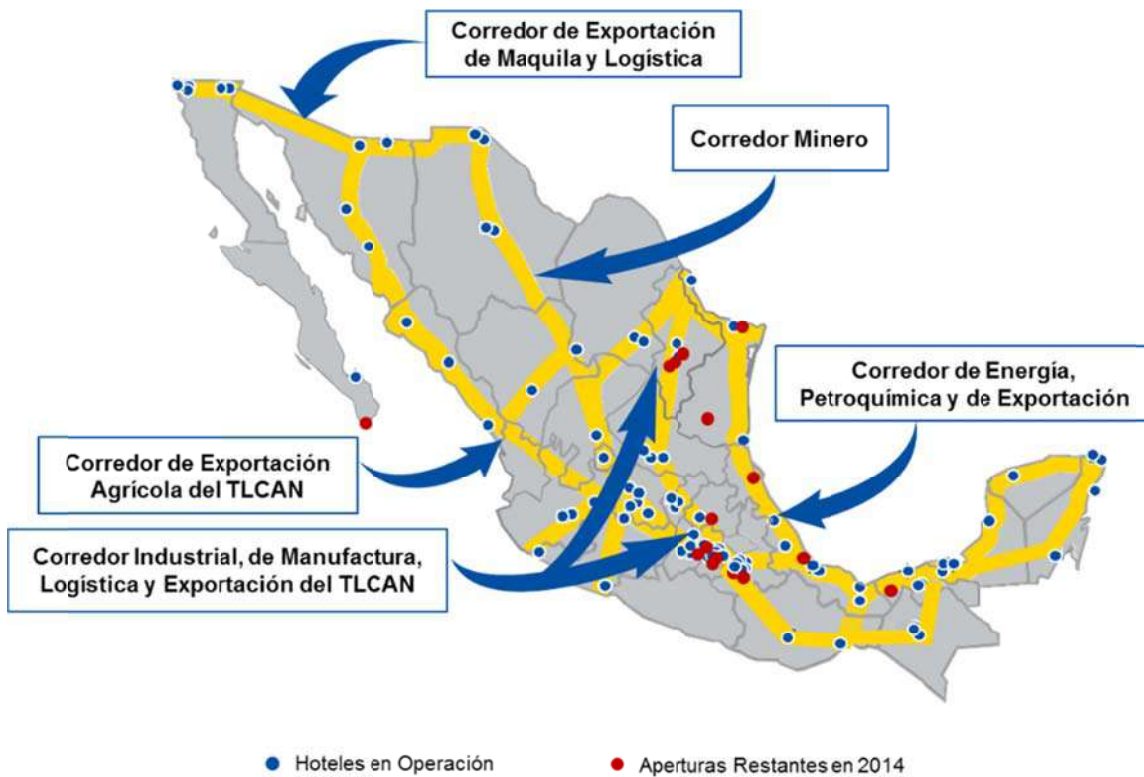 Corredor de Exportación
de Maquila y Logística
Corredor Minero
Corredor de Energía,
Petroquímica y de Exportación
Corredor de Exportación
Agrícola del TLCAN
Corredor Industrial, de Manufactura,
Logística y Exportación del TLCAN
Hoteles en Operación
Aperturas Restantes en 2014